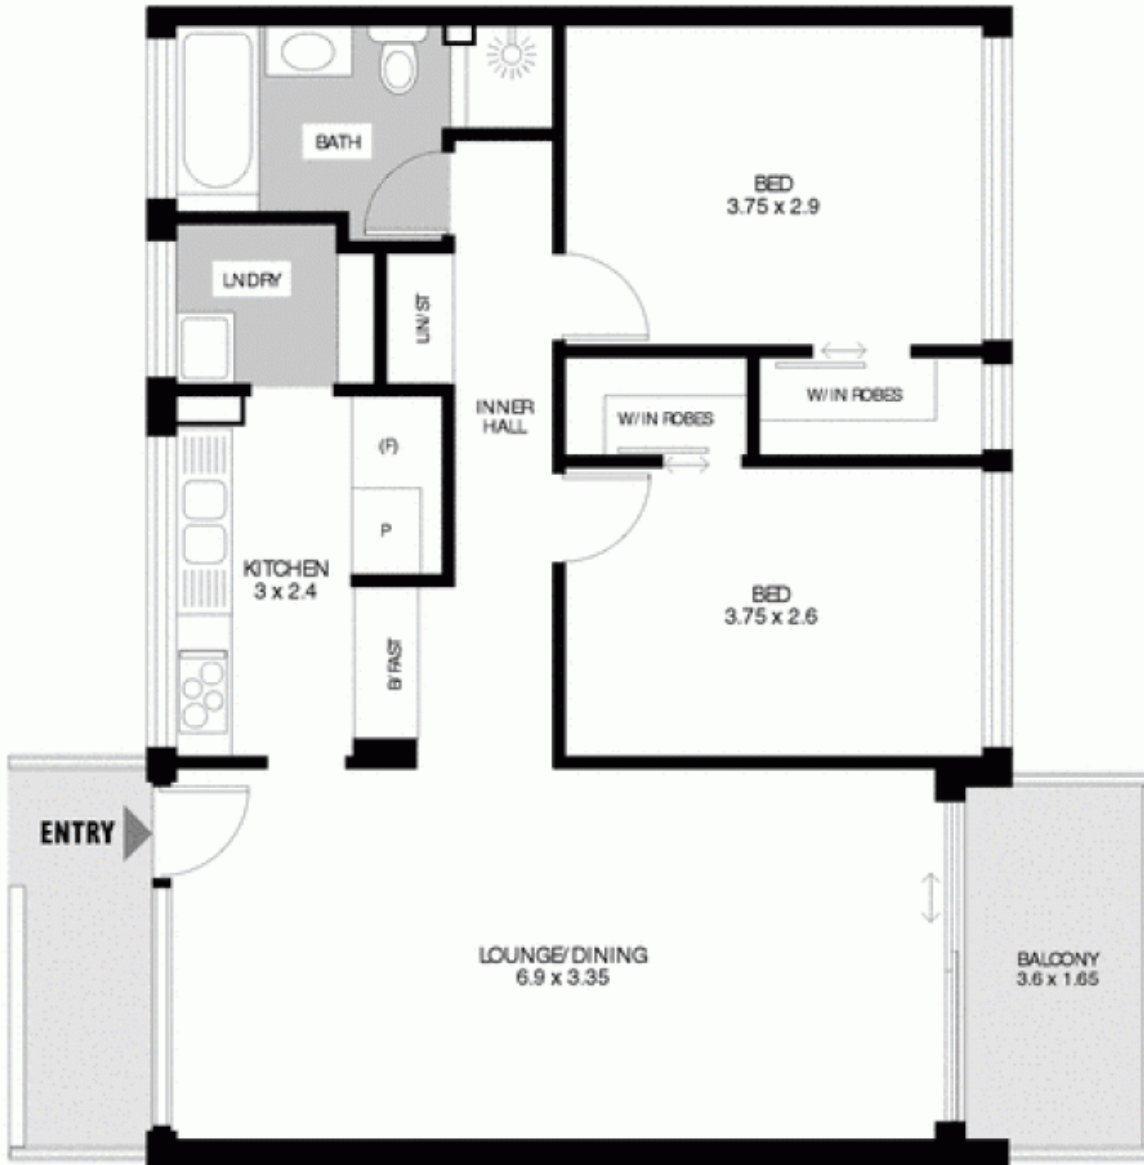 BATH
BED
3.75 x 2.9
LNDRY
LIN/ST
INNER
HALL
W/IN ROBES
W/IN ROBES
(F)
P
KITCHEN
3 x 2.4
B/FAST
BED
3.75 x 2.6
ENTRY
LOUNGE/DINING
6.9 x 3.35
BALCONY
3.6 x 1.65